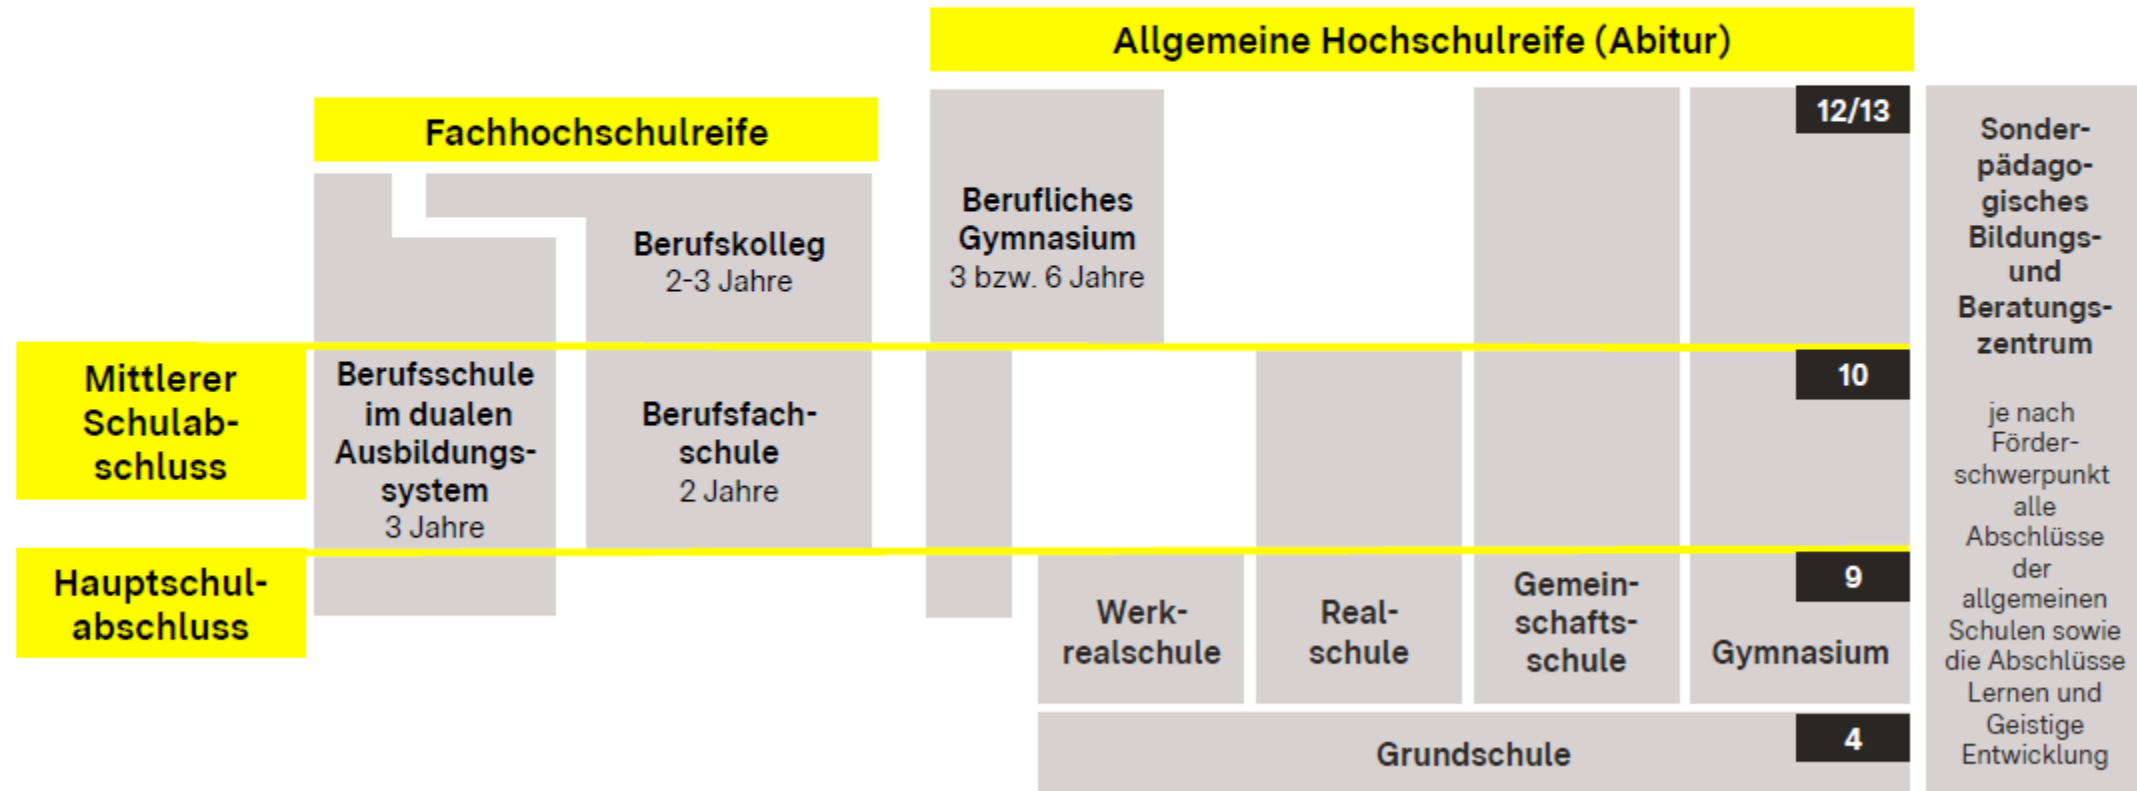 Allgemeine Hochschulreife (Abitur)
Fachhochschulreife
12/13
Berufskolleg
2-3 Jahre
Berufliches
Gymnasium
3 bzw. 6 Jahre
Mittlerer
Schulab-
schluss
Berufsschule
im dualen
Ausbildungs-
system
3 Jahre
Berufsfach-
schule
2 Jahre
10
Hauptschul-
abschluss
Werk-
realschule
Real-
schule
Gemein-
schafts-
schule
9
Gymnasium
Grundschule
4
Sonder-
pädago-
gisches
Bildungs-
und
Beratungs-
zentrum
je nach
Förder-
schwerpunkt
alle
Abschlüsse
der
allgemeinen
Schulen sowie
die Abschlüsse
Lernen und
Geistige
Entwicklung